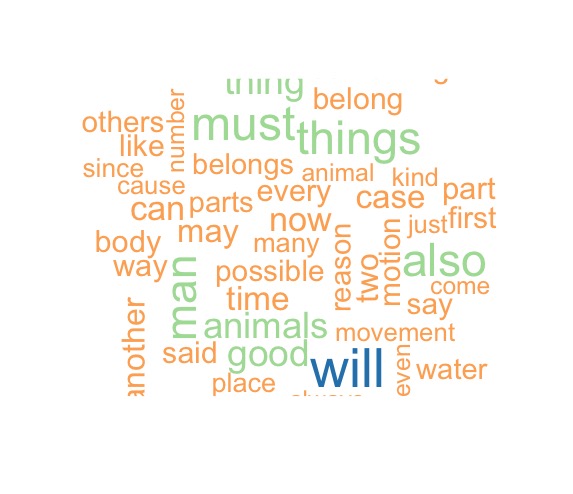 thing
belong
others
number
must
things
like
since
belongs
animal
kind
cause
parts
every
case
part
can
now
just
first
body
may
many
reason
two
motion
also
way
man
possible
come
time
say
another
animals
movement
said
good
will
even
water
place
always